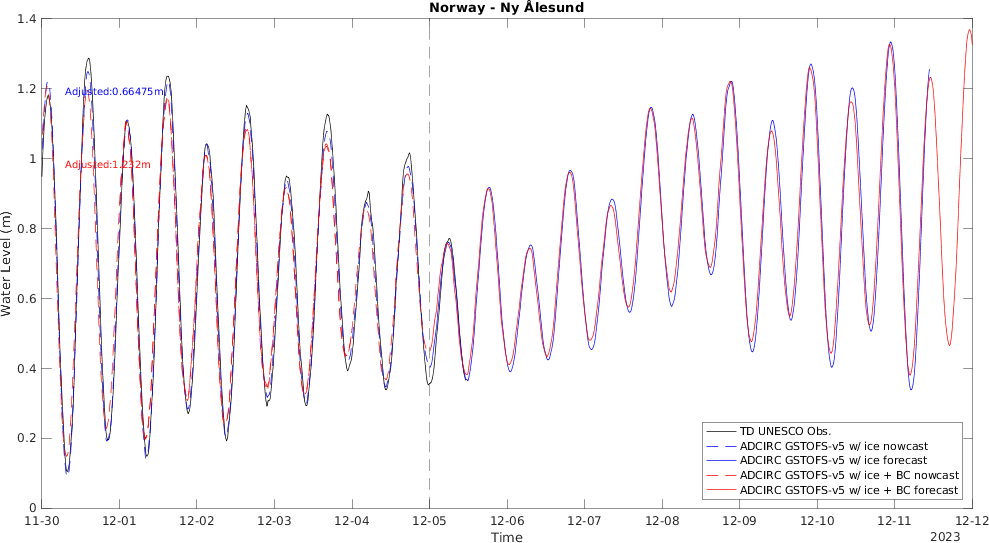 Norway - Ny Ålesund
1.4
1.2
1
0.8
0.6
0.4
0.2
0
Water Level (m)
Adjusted:0.66475m
Adjusted:1.232m
TD UNESCO Obs.
ADCIRC GSTOFS-v5 w/ ice nowcast
ADCIRC GSTOFS-v5 w/ ice forecast
ADCIRC GSTOFS-v5 w/ ice + BC nowcast
ADCIRC GSTOFS-v5 w/ ice + BC forecast
11-30 12-01 12-02 12-03 12-04 12-05 12-06 12-07 12-08 12-09 12-10 12-11 12-12
Time
2023